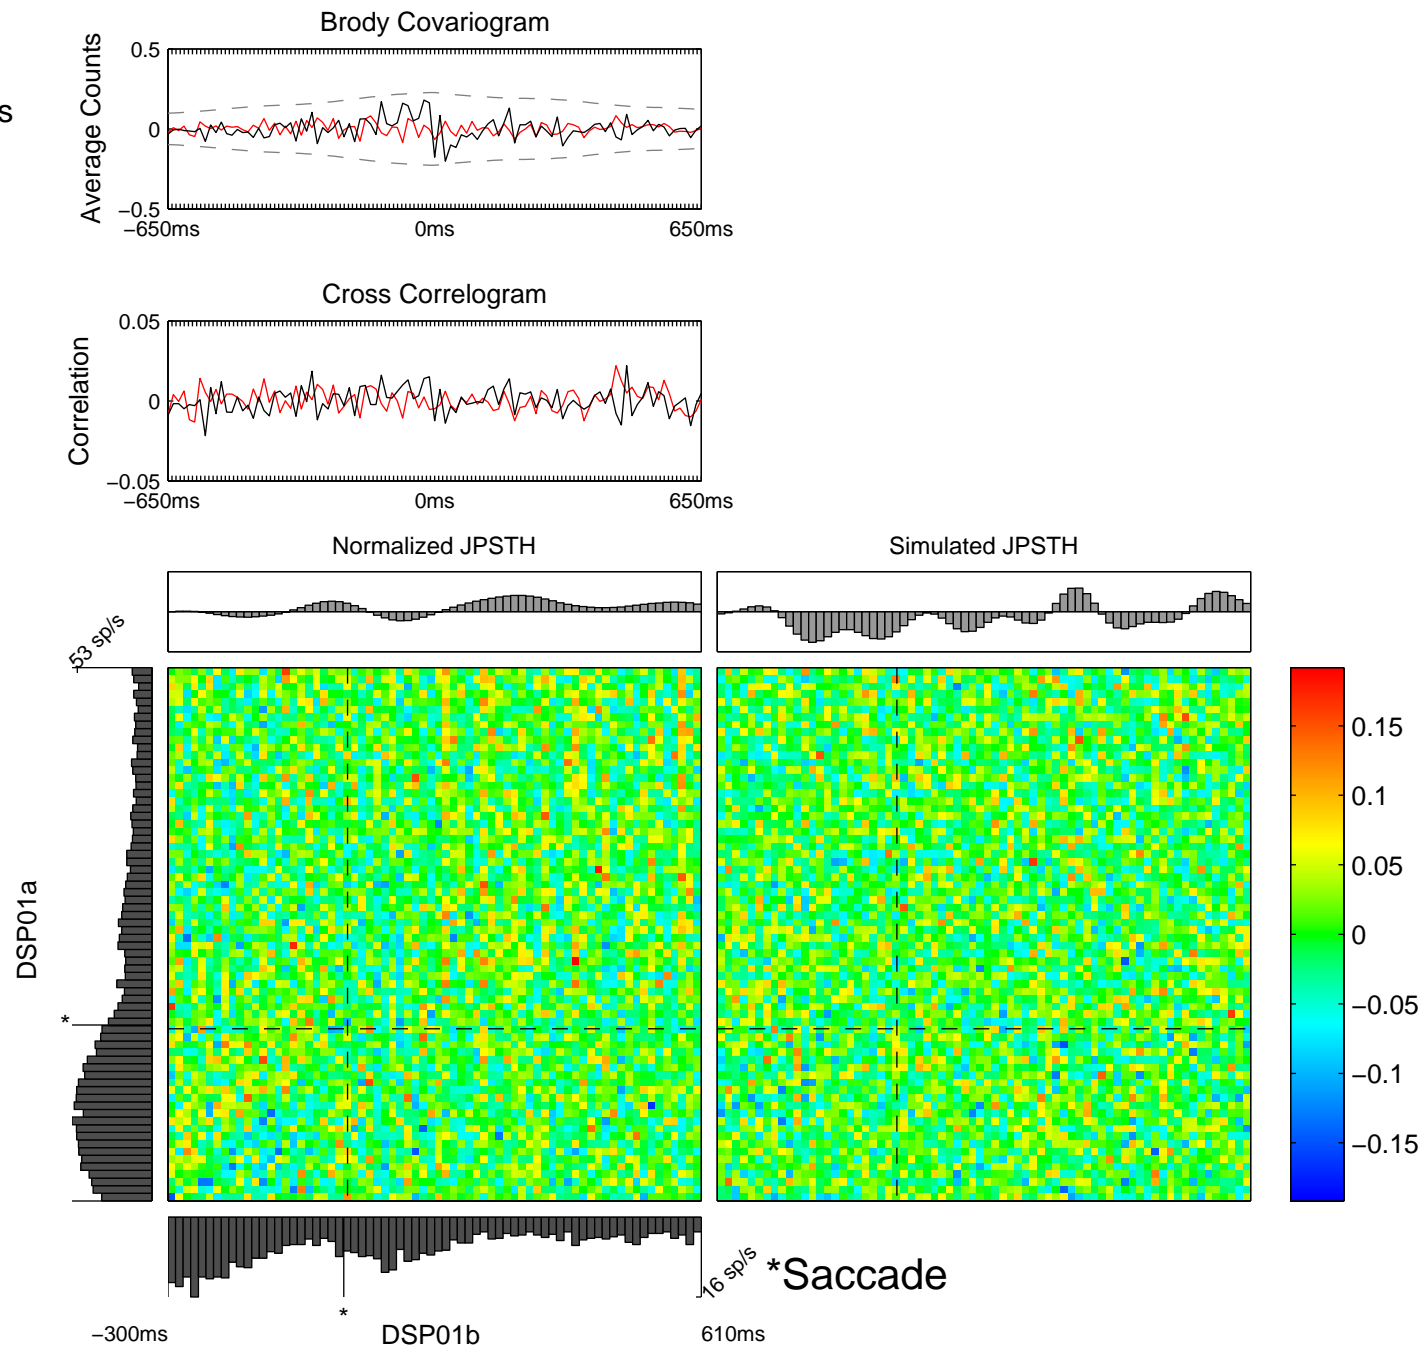 Brody Covariogram
s
Average Counts
0.5
0
−0.5
−650ms 0ms 650ms
Cross Correlogram
Correlation
0.05
0
−0.05
−650ms 0ms 650ms
Normalized JPSTH Simulated JPSTH
53 sp/s
DSP01a
*
0.15
0.1
0.05
0
−0.05
−0.1
−0.15
16 sp/s
*Saccade
*
−300ms DSP01b 610ms